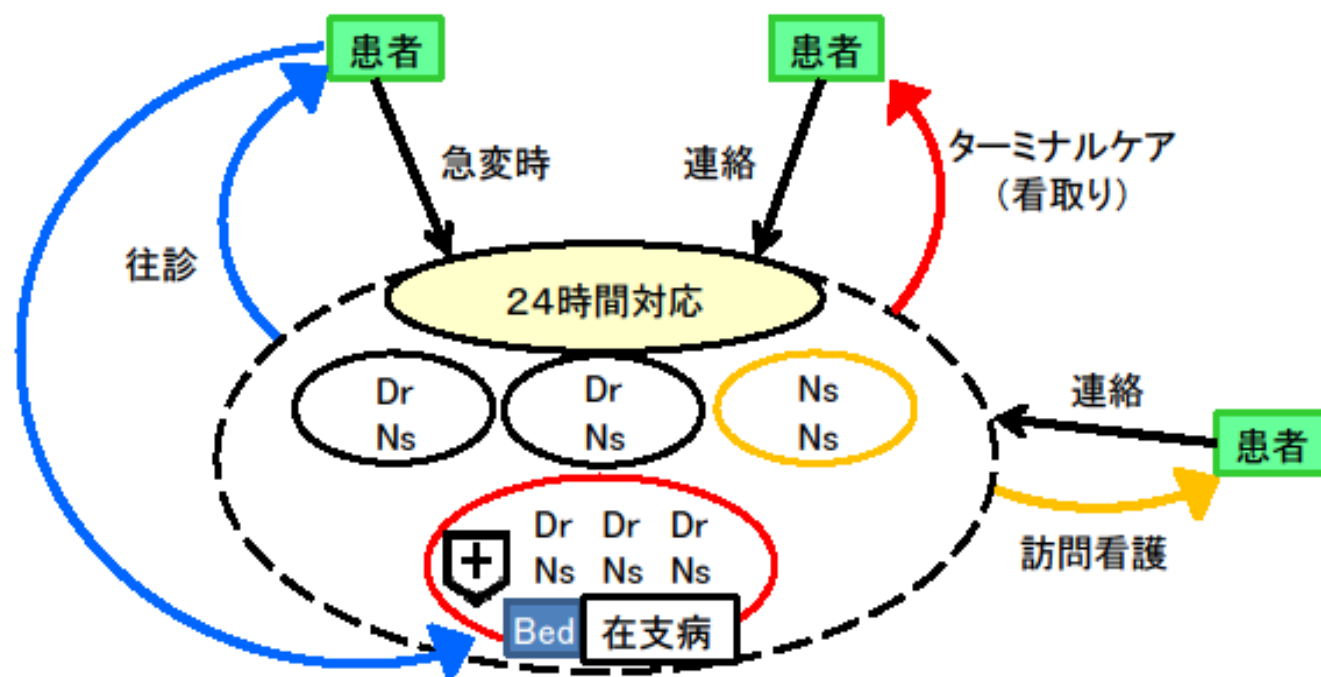 患者
患者
急変時
連絡
ターミナルケア
(看取り)
往診
24時間対応
Dr
Ns
Dr
Ns
Ns
Ns
連絡
患者
訪問看護
Dr Dr Dr
Ns Ns Ns
Bed
在支病